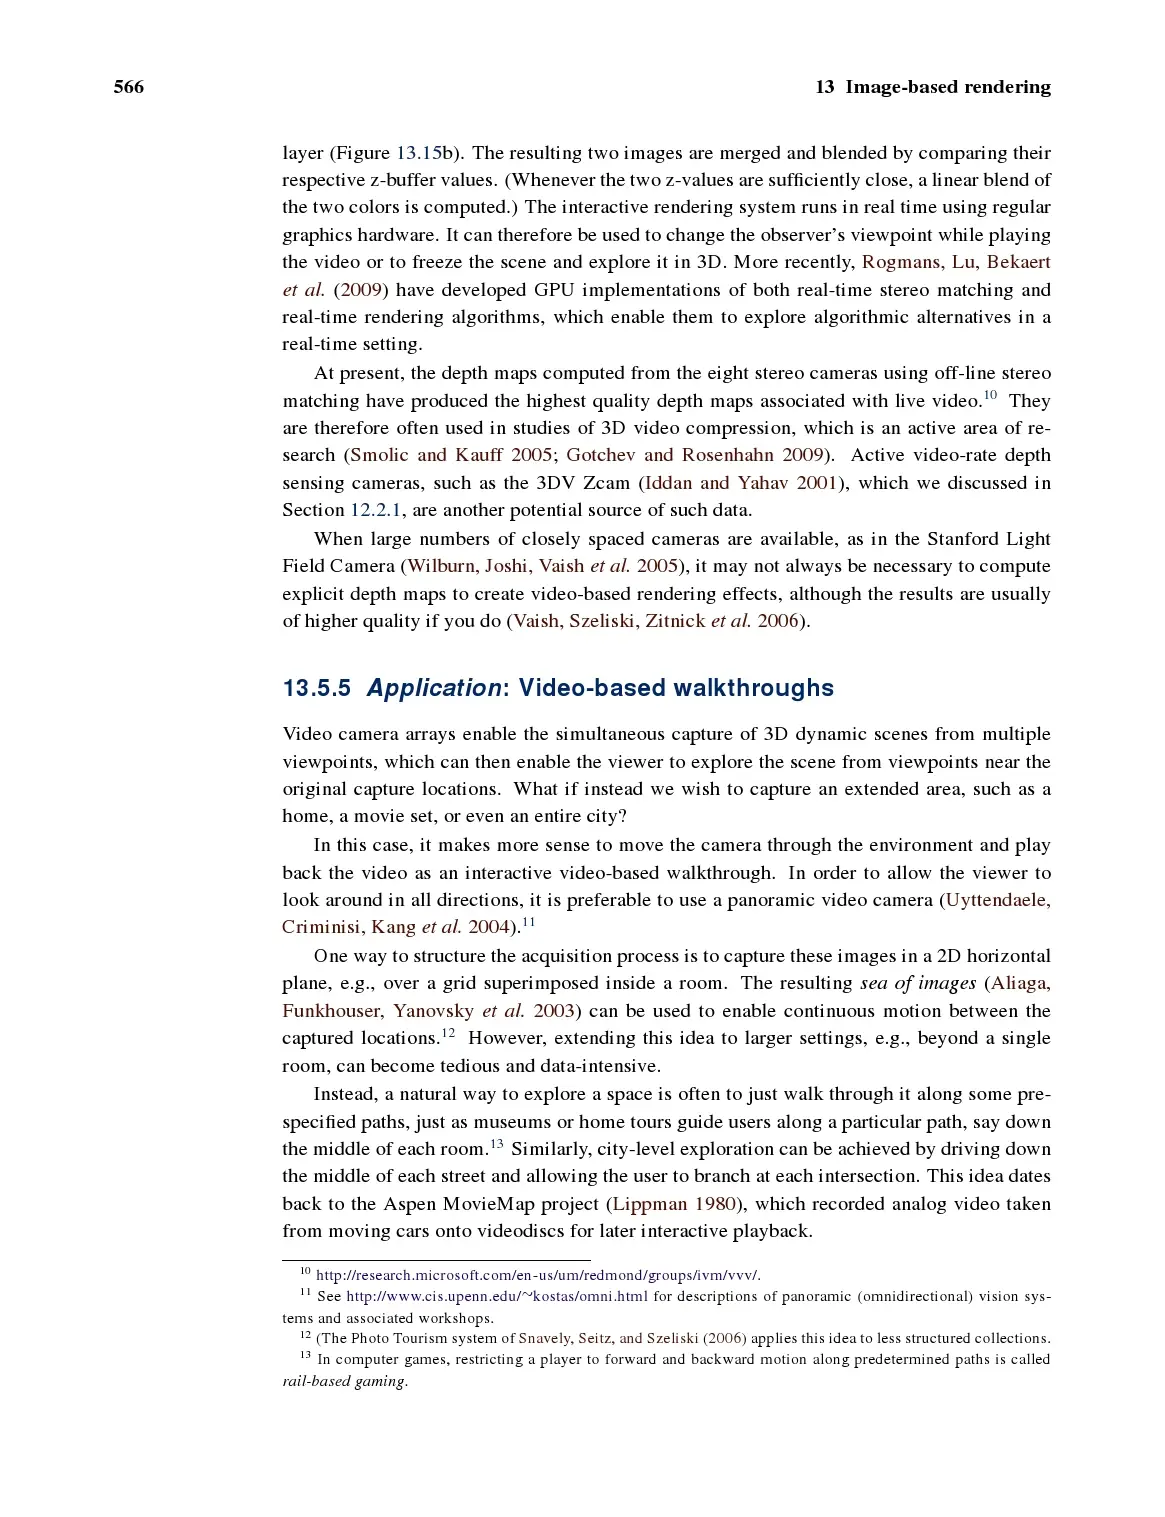 566 13 Image-based rendering
layer (Figure 13.15b). The resulting two images are merged and blended by comparing their
respective z-buffer values. (Whenever the two z-values are sufficiently close, a linear blend of
the two colors is computed.) The interactive rendering system runs in real time using regular
graphics hardware. It can therefore be used to change the observer’s viewpoint while playing
the video or to freeze the scene and explore it in 3D. More recently, Rogmans, Lu, Bekaert
et al. (2009) have developed GPU implementations of both real-time stereo matching and
real-time rendering algorithms, which enable them to explore algorithmic alternatives in a
real-time setting.
At present, the depth maps computed from the eight stereo cameras using off-line stereo
matching have produced the highest quality depth maps associated with live video.10 They
are therefore often used in studies of 3D video compression, which is an active area of re-
search (Smolic and Kauff 2005; Gotchev and Rosenhahn 2009). Active video-rate depth
sensing cameras, such as the 3DV Zcam (Iddan and Yahav 2001), which we discussed in
Section 12.2.1, are another potential source of such data.
When large numbers of closely spaced cameras are available, as in the Stanford Light
Field Camera (Wilburn, Joshi, Vaish et al. 2005), it may not always be necessary to compute
explicit depth maps to create video-based rendering effects, although the results are usually
of higher quality if you do (Vaish, Szeliski, Zitnick et al. 2006).
13.5.5 Application: Video-based walkthroughs
Video camera arrays enable the simultaneous capture of 3D dynamic scenes from multiple
viewpoints, which can then enable the viewer to explore the scene from viewpoints near the
original capture locations. What if instead we wish to capture an extended area, such as a
home, a movie set, or even an entire city?
In this case, it makes more sense to move the camera through the environment and play
back the video as an interactive video-based walkthrough. In order to allow the viewer to
look around in all directions, it is preferable to use a panoramic video camera (Uyttendaele,
Criminisi, Kang et al. 2004).11
One way to structure the acquisition process is to capture these images in a 2D horizontal
plane, e.g., over a grid superimposed inside a room. The resulting sea of images (Aliaga,
Funkhouser, Yanovsky et al. 2003) can be used to enable continuous motion between the
captured locations.12 However, extending this idea to larger settings, e.g., beyond a single
room, can become tedious and data-intensive.
Instead, a natural way to explore a space is often to just walk through it along some pre-
specified paths, just as museums or home tours guide users along a particular path, say down
the middle of each room.13 Similarly, city-level exploration can be achieved by driving down
the middle of each street and allowing the user to branch at each intersection. This idea dates
back to the Aspen MovieMap project (Lippman 1980), which recorded analog video taken
from moving cars onto videodiscs for later interactive playback.
10 http://research.microsoft.com/en-us/um/redmond/groups/ivm/vvv/.
11 See http://www.cis.upenn.edu/~kostas/omni.html for descriptions of panoramic (omnidirectional) vision sys-
tems and associated workshops.
12 (The Photo Tourism system of Snavely, Seitz, and Szeliski (2006) applies this idea to less structured collections.
13 In computer games, restricting a player to forward and backward motion along predetermined paths is called
rail-based gaming.